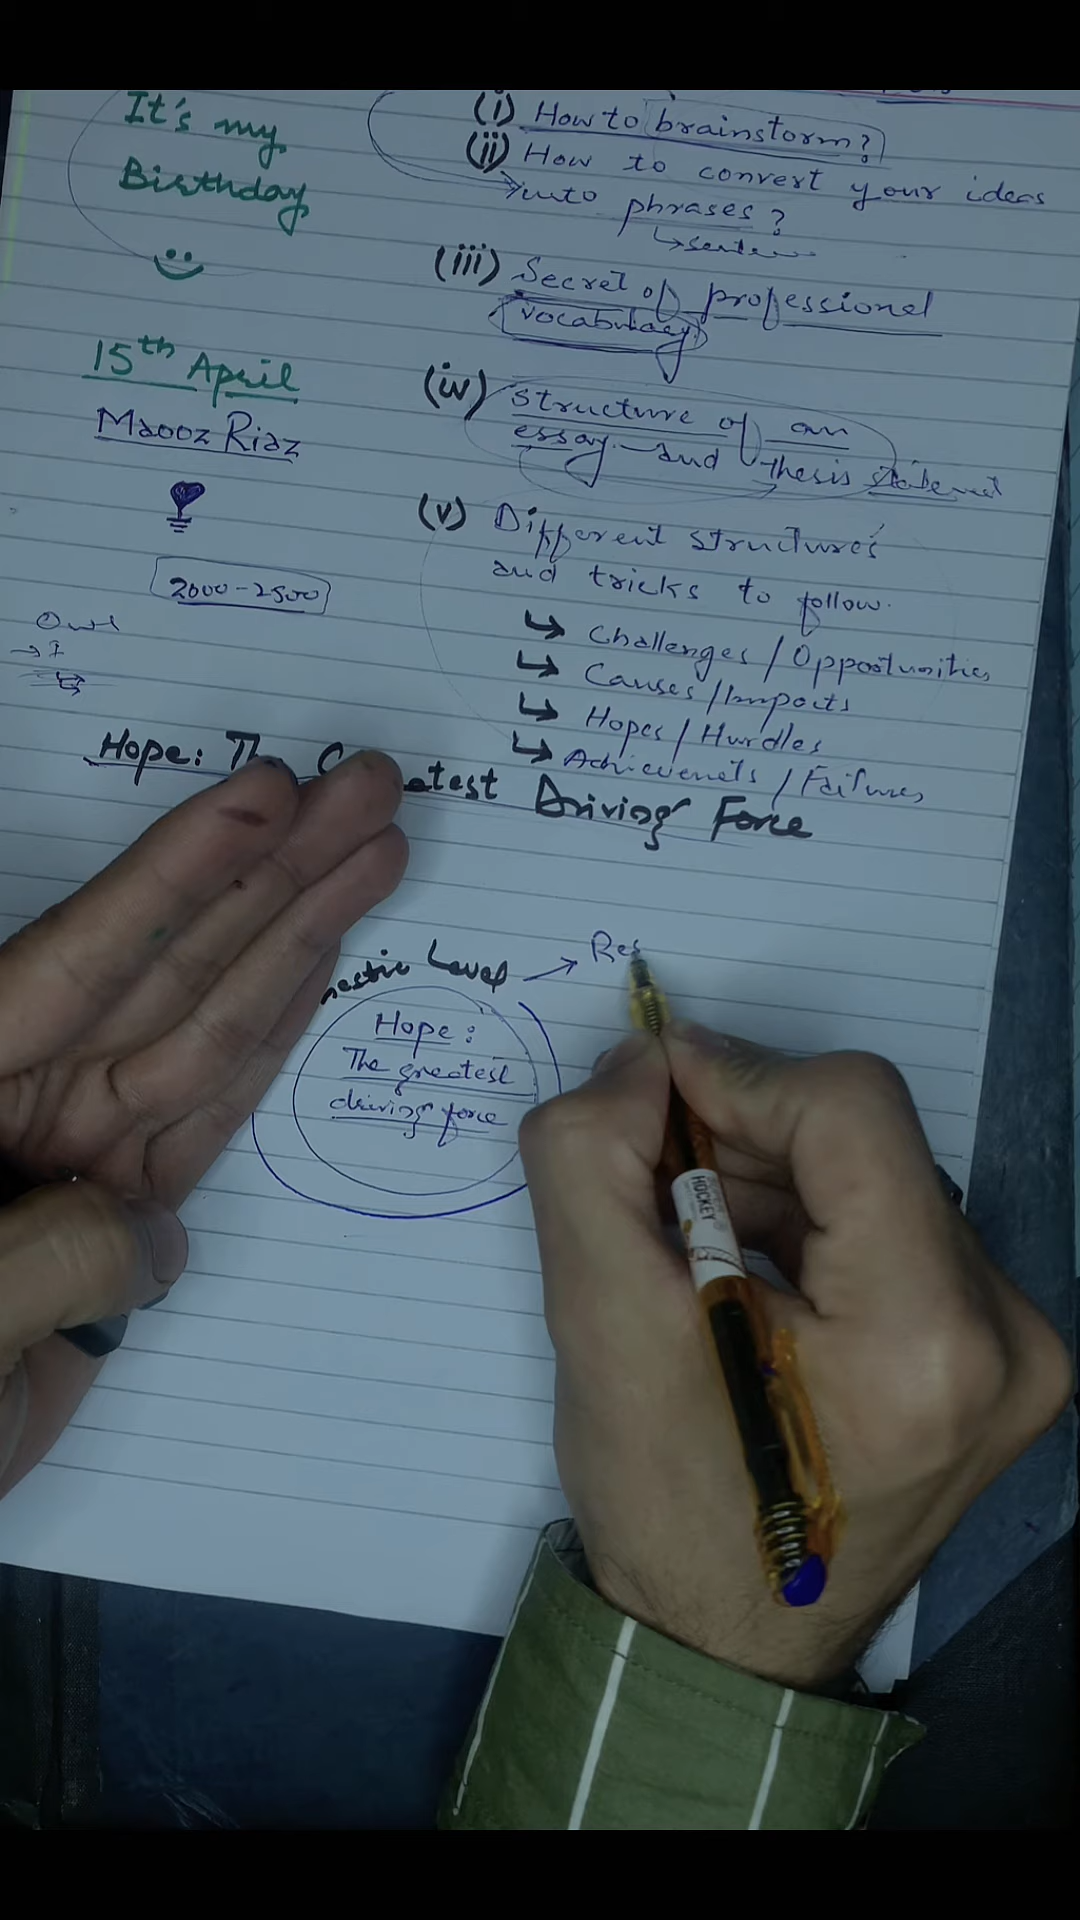 It's my
Birthday
15th April
Maooz Riaz
2000-2500
(i) How to brainstorm?
(ii) How to convert your ideas
into phrases?
(iii) Secret of professional
vocabulary
(iv) structure of an
essay and thesis statement
(v) Different structures
and tricks to follow.
Challenges / Opportunities
Causes / Impacts
Hopes / Hurdles
Achievements / Failures
Hope: The Greatest Driving Force
Level
Res
Hope:
The greatest
driving force
HOCKEY